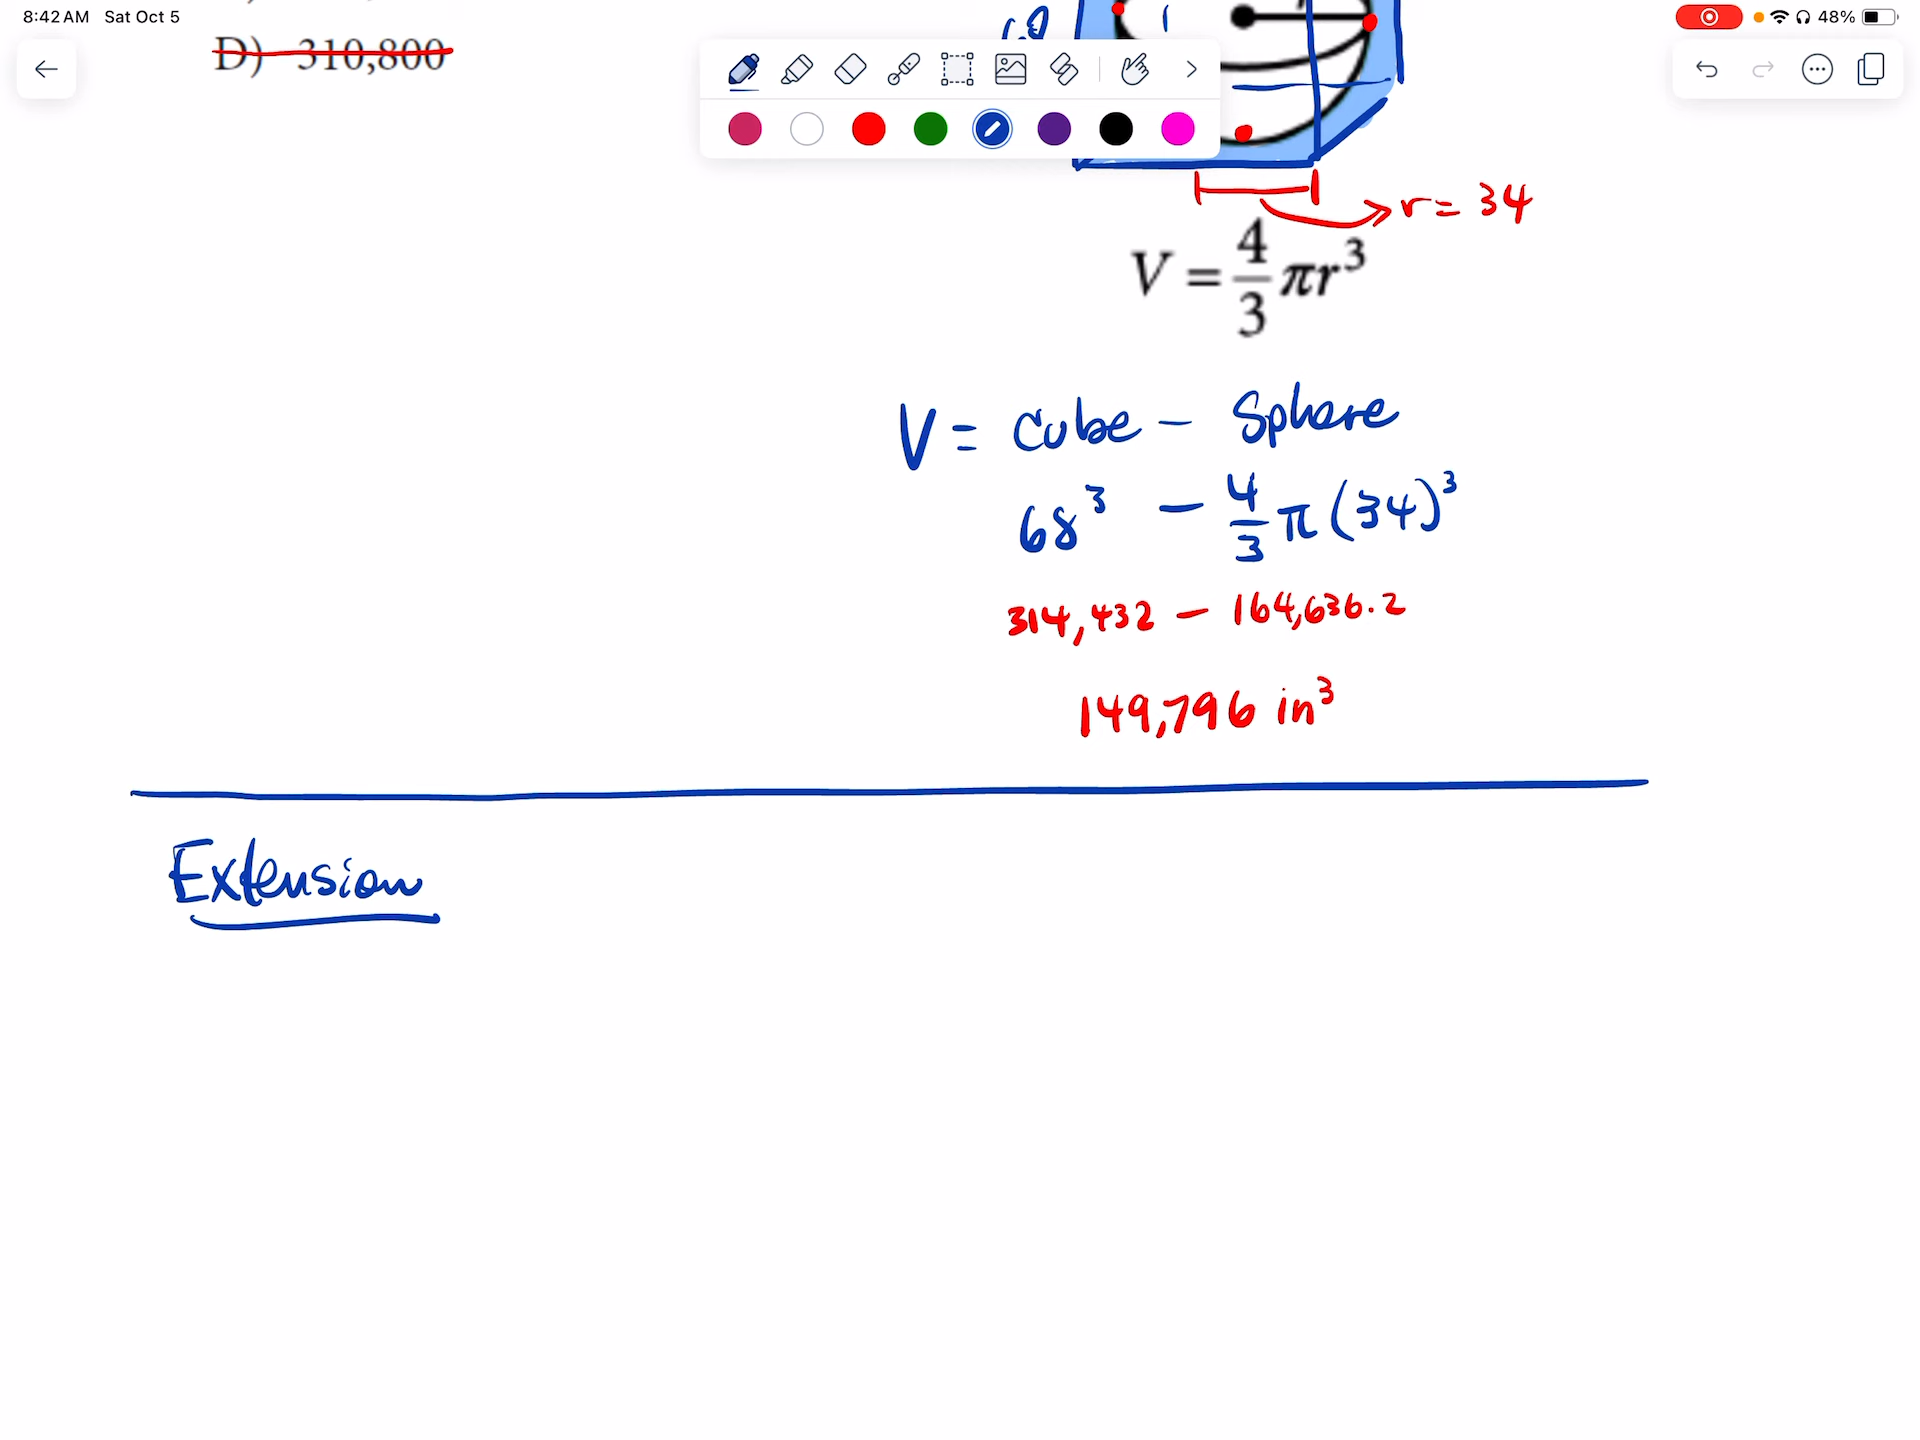 8:42 AM Sat Oct 5
48%
D) 310,800
68
r = 34
V = 4/3 πr³
V = Cube - Sphere
68³ - 4/3 π (34)³
314,432 - 164,636.2
149,796 in³
Extension